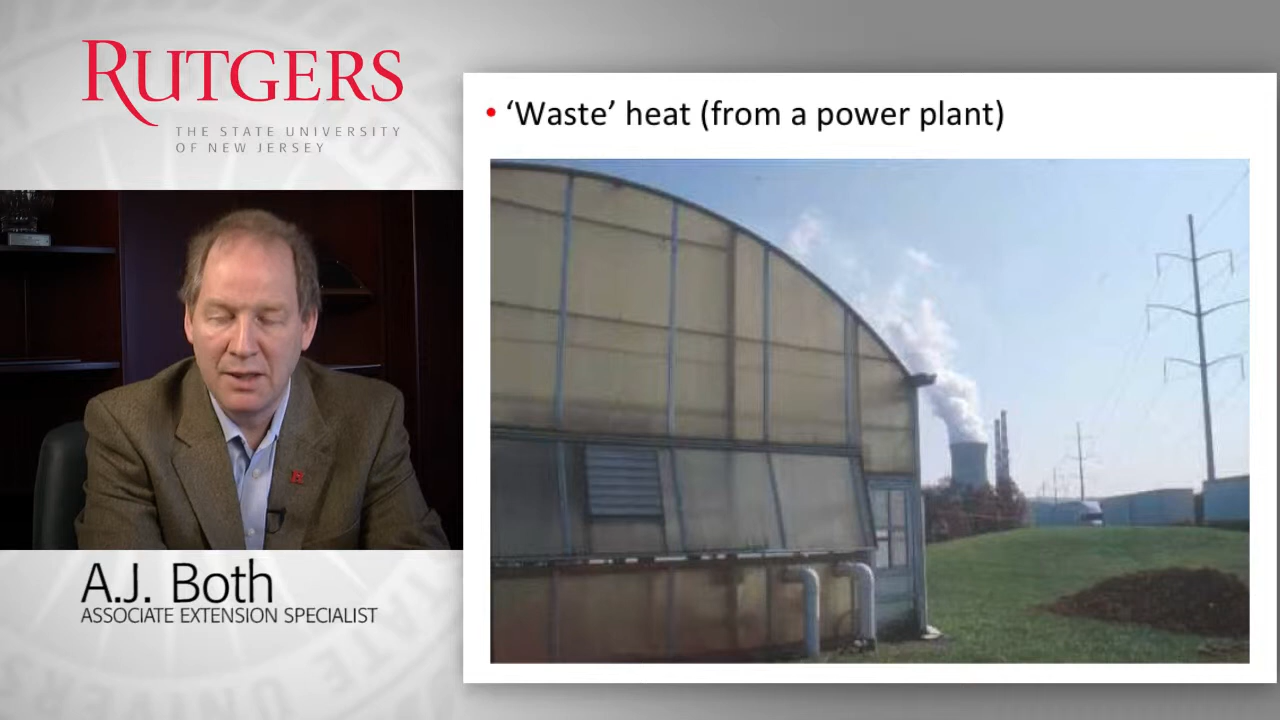 RUTGERS
THE STATE UNIVERSITY
OF NEW JERSEY
• ‘Waste’ heat (from a power plant)
A.J. Both
ASSOCIATE EXTENSION SPECIALIST